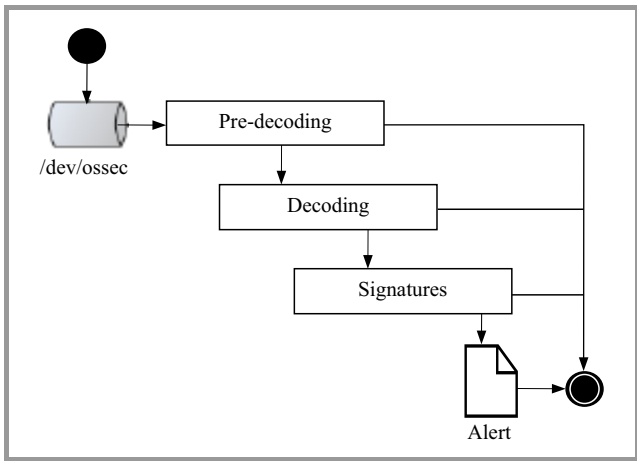 Pre-decoding
/dev/ossec
Decoding
Signatures
Alert